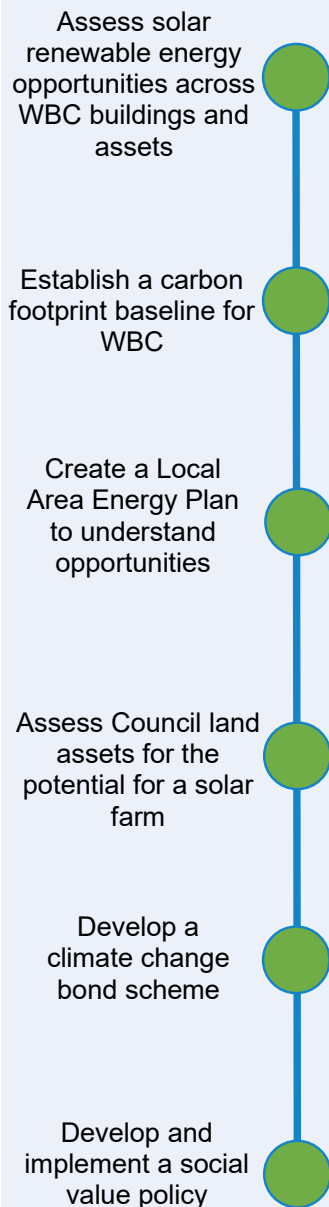 Assess solar
renewable energy
opportunities across
WBC buildings and
assets
Establish a carbon
footprint baseline for
WBC
Create a Local
Area Energy Plan
to understand
opportunities
Assess Council land
assets for the
potential for a solar
farm
Develop a
climate change
bond scheme
Develop and
implement a social
value policy